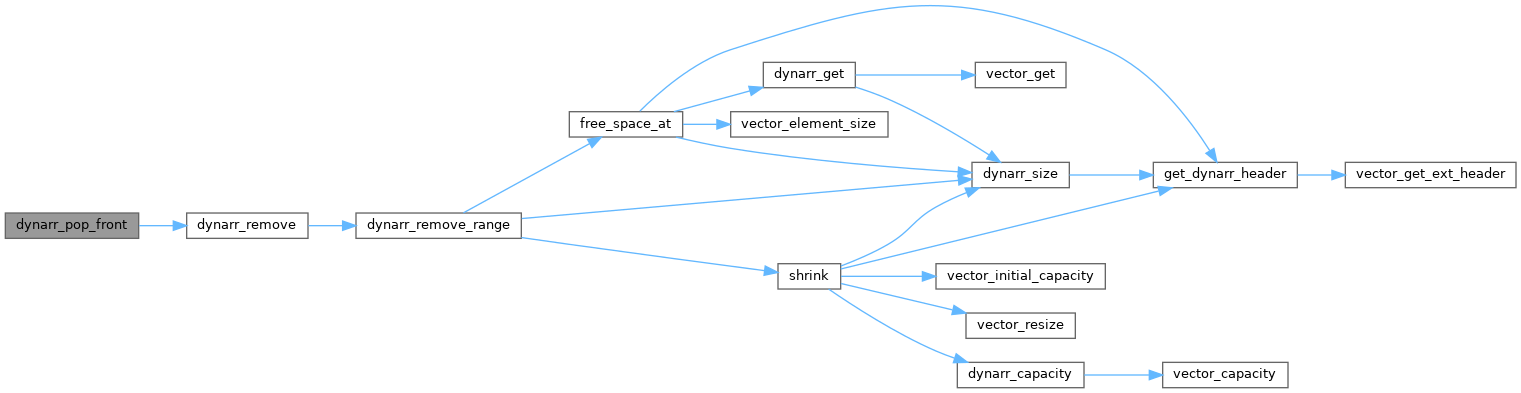 dynarr_pop_front
dynarr_remove
dynarr_remove_range
free_space_at
dynarr_get
vector_get
vector_element_size
dynarr_size
get_dynarr_header
vector_get_ext_header
shrink
vector_initial_capacity
vector_resize
dynarr_capacity
vector_capacity